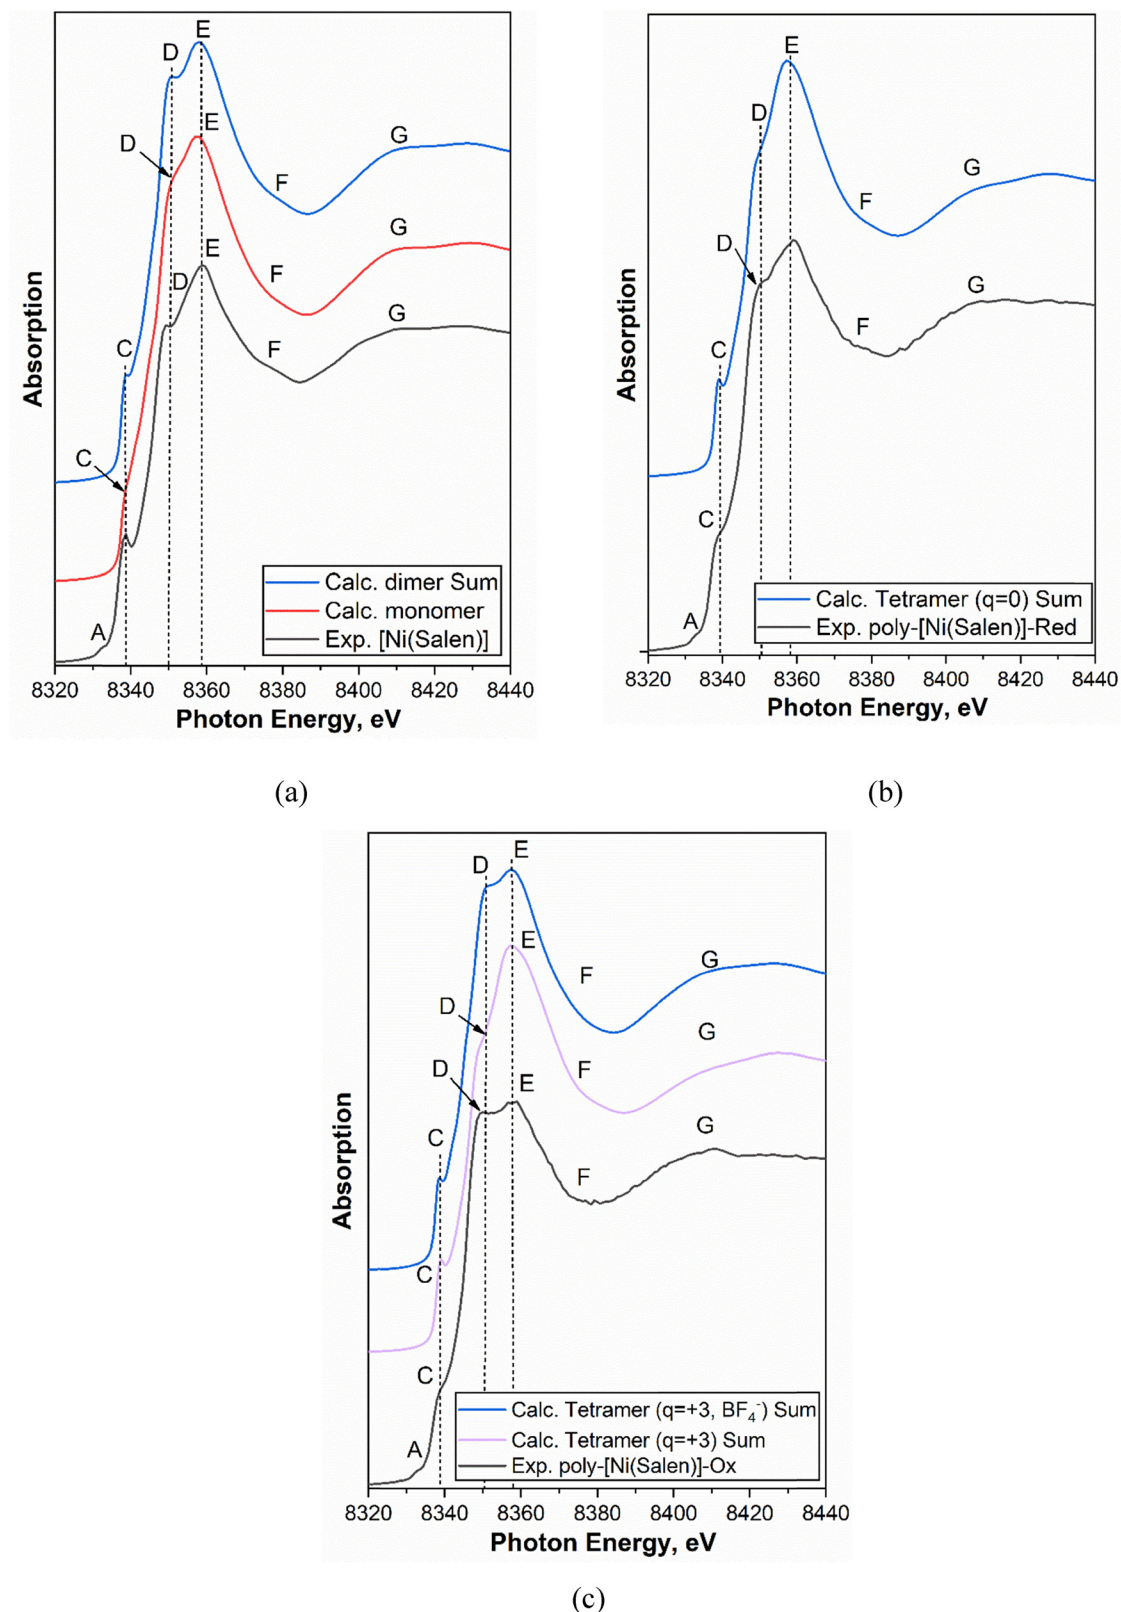 D
E
D
E
G
F
C
D
E
G
F
C
F
G
A
Absorption
Calc. dimer Sum
Calc. monomer
Exp. [Ni(Salen)]
8320 8340 8360 8380 8400 8420 8440
Photon Energy, eV
(a)
E
D
G
F
D
C
G
F
C
A
Absorption
Calc. Tetramer (q=0) Sum
Exp. poly-[Ni(Salen)]-Red
8320 8340 8360 8380 8400 8420 8440
Photon Energy, eV
(b)
D
E
E
G
F
D
G
D
F
E
G
C
F
C
C
A
Absorption
Calc. Tetramer (q=+3, BF₄⁻) Sum
Calc. Tetramer (q=+3) Sum
Exp. poly-[Ni(Salen)]-Ox
8320 8340 8360 8380 8400 8420 8440
Photon Energy, eV
(c)